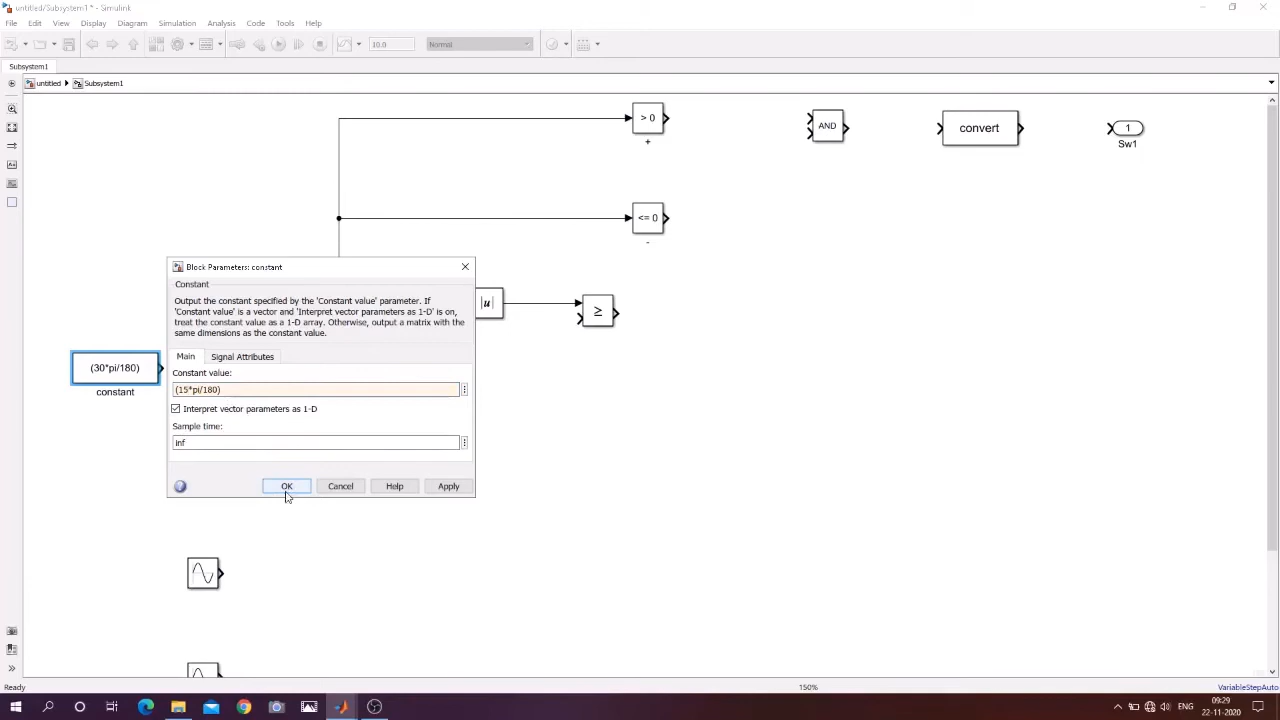 untitled/Subsystem1 * - Simulink
File Edit View Display Diagram Simulation Analysis Code Tools Help
10.0 Normal
Subsystem1
untitled Subsystem1
> 0
+
AND
convert
1
Sw1
<= 0
-
Block Parameters: constant
Constant
Output the constant specified by the 'Constant value' parameter. If
'Constant value' is a vector and 'Interpret vector parameters as 1-D' is on,
treat the constant value as a 1-D array. Otherwise, output a matrix with the
same dimensions as the constant value.
Main Signal Attributes
Constant value:
(15*pi/180)
Interpret vector parameters as 1-D
Sample time:
inf
OK Cancel Help Apply
|u|
≥
(30*pi/180)
constant
Ready 150% VariableStepAuto
ENG
09:29
22-11-2020